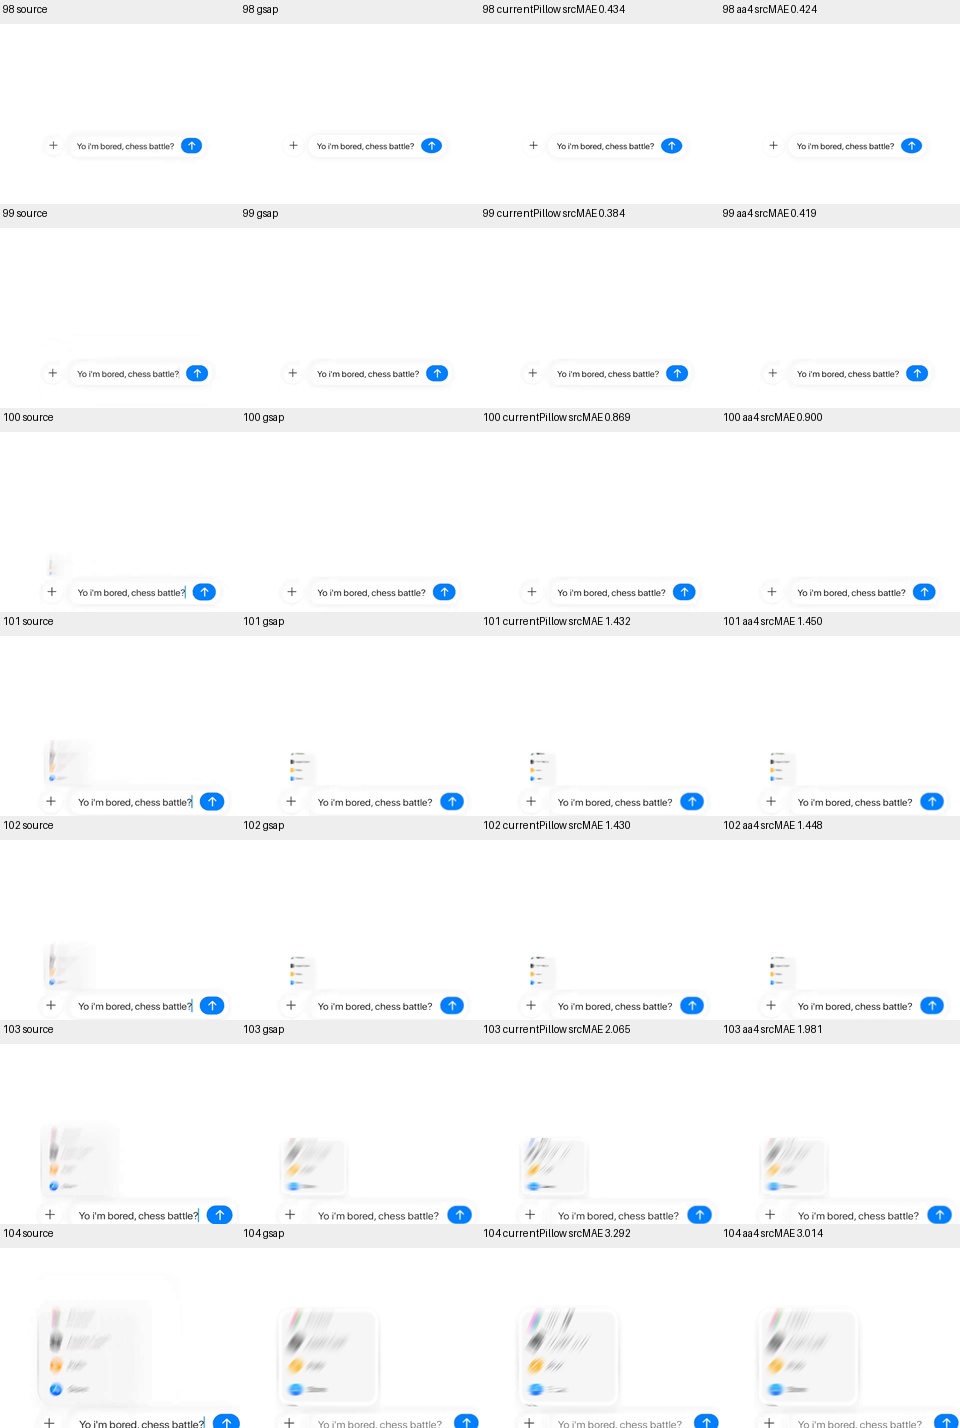 98 source 98 gsap 98 currentPillow srcMAE 0.434 98 aa4 srcMAE 0.424
Yo i'm bored, chess battle? Yo i'm bored, chess battle? Yo i'm bored, chess battle? Yo i'm bored, chess battle?
99 source 99 gsap 99 currentPillow srcMAE 0.384 99 aa4 srcMAE 0.419
Yo i'm bored, chess battle? Yo i'm bored, chess battle? Yo i'm bored, chess battle? Yo i'm bored, chess battle?
100 source 100 gsap 100 currentPillow srcMAE 0.869 100 aa4 srcMAE 0.900
Yo i'm bored, chess battle? Yo i'm bored, chess battle? Yo i'm bored, chess battle? Yo i'm bored, chess battle?
101 source 101 gsap 101 currentPillow srcMAE 1.432 101 aa4 srcMAE 1.450
Yo i'm bored, chess battle? Yo i'm bored, chess battle? Yo i'm bored, chess battle? Yo i'm bored, chess battle?
102 source 102 gsap 102 currentPillow srcMAE 1.430 102 aa4 srcMAE 1.448
Yo i'm bored, chess battle? Yo i'm bored, chess battle? Yo i'm bored, chess battle? Yo i'm bored, chess battle?
103 source 103 gsap 103 currentPillow srcMAE 2.065 103 aa4 srcMAE 1.981
Yo i'm bored, chess battle? Yo i'm bored, chess battle? Yo i'm bored, chess battle? Yo i'm bored, chess battle?
104 source 104 gsap 104 currentPillow srcMAE 3.292 104 aa4 srcMAE 3.014
Yo i'm bored, chess battle? Yo i'm bored, chess battle? Yo i'm bored, chess battle? Yo i'm bored, chess battle?